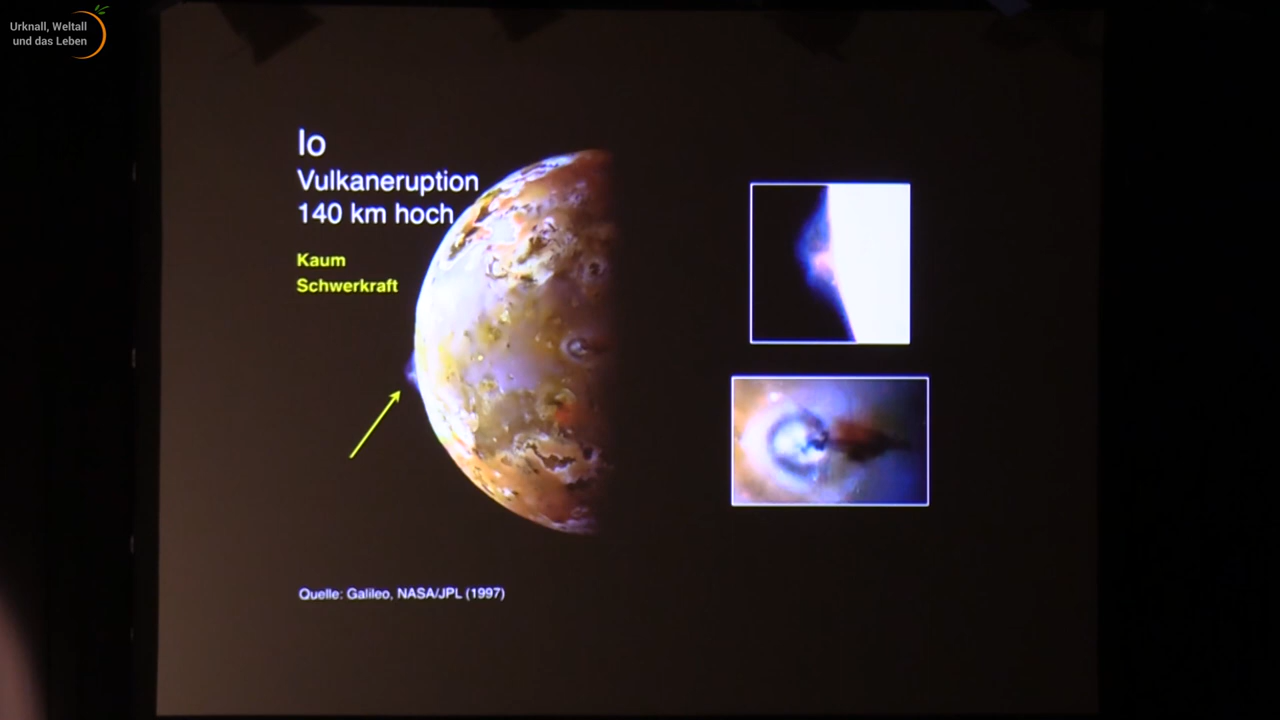 Urknall, Weltall
und das Leben
Io
Vulkaneruption
140 km hoch
Kaum
Schwerkraft
Quelle: Galileo, NASA/JPL (1997)